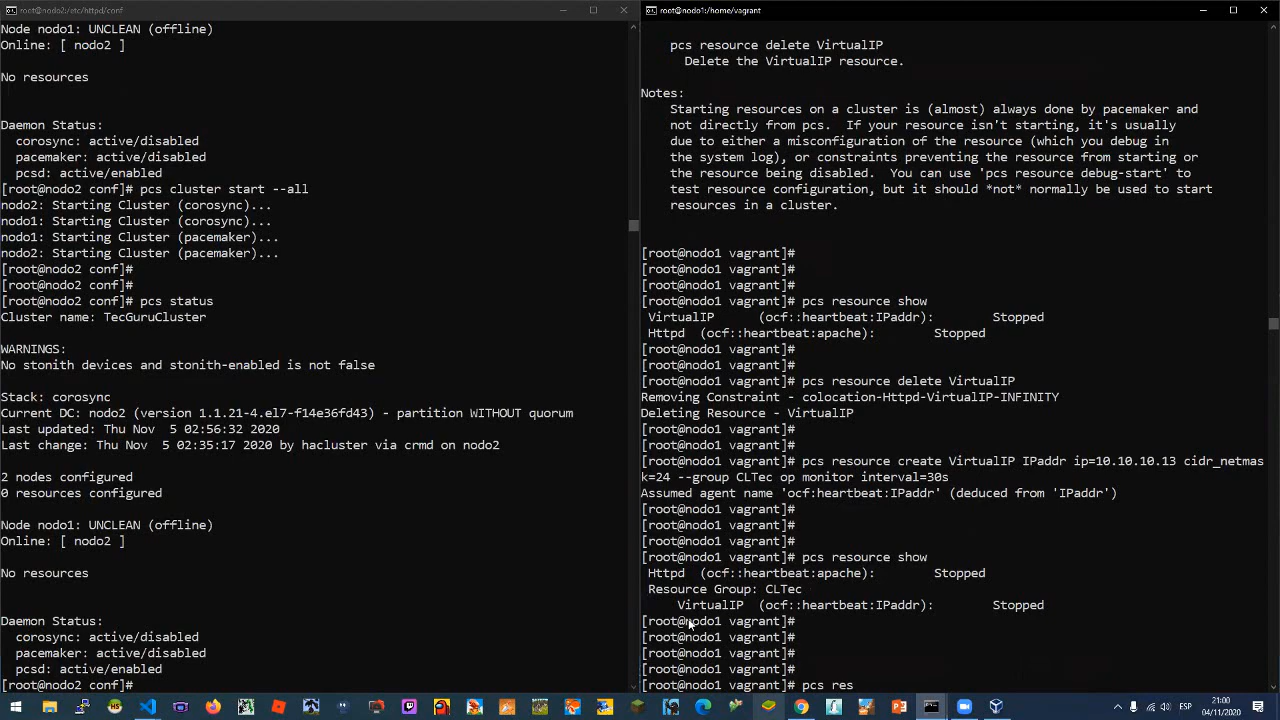 root@nodo2:/etc/httpd/conf
Node nodo1: UNCLEAN (offline)
Online: [ nodo2 ]
No resources
Daemon Status:
corosync: active/disabled
pacemaker: active/disabled
pcsd: active/enabled
[root@nodo2 conf]# pcs cluster start --all
nodo2: Starting Cluster (corosync)...
nodo1: Starting Cluster (corosync)...
nodo1: Starting Cluster (pacemaker)...
nodo2: Starting Cluster (pacemaker)...
[root@nodo2 conf]#
[root@nodo2 conf]#
[root@nodo2 conf]# pcs status
Cluster name: TecGuruCluster
WARNINGS:
No stonith devices and stonith-enabled is not false
Stack: corosync
Current DC: nodo2 (version 1.1.21-4.el7-f14e36fd43) - partition WITHOUT quorum
Last updated: Thu Nov  5 02:56:32 2020
Last change: Thu Nov  5 02:35:17 2020 by hacluster via crmd on nodo2
2 nodes configured
0 resources configured
Node nodo1: UNCLEAN (offline)
Online: [ nodo2 ]
No resources
Daemon Status:
corosync: active/disabled
pacemaker: active/disabled
pcsd: active/enabled
[root@nodo2 conf]#
root@nodo1:/home/vagrant
pcs resource delete VirtualIP
Delete the VirtualIP resource.
Notes:
Starting resources on a cluster is (almost) always done by pacemaker and
not directly from pcs.  If your resource isn't starting, it's usually
due to either a misconfiguration of the resource (which you debug in
the system log), or constraints preventing the resource from starting or
the resource being disabled.  You can use 'pcs resource debug-start' to
test resource configuration, but it should *not* normally be used to start
resources in a cluster.
[root@nodo1 vagrant]#
[root@nodo1 vagrant]#
[root@nodo1 vagrant]#
[root@nodo1 vagrant]# pcs resource show
VirtualIP (ocf::heartbeat:IPaddr): Stopped
Httpd (ocf::heartbeat:apache): Stopped
[root@nodo1 vagrant]#
[root@nodo1 vagrant]#
[root@nodo1 vagrant]# pcs resource delete VirtualIP
Removing Constraint - colocation-Httpd-VirtualIP-INFINITY
Deleting Resource - VirtualIP
[root@nodo1 vagrant]#
[root@nodo1 vagrant]#
[root@nodo1 vagrant]# pcs resource create VirtualIP IPaddr ip=10.10.10.13 cidr_netmas
k=24 --group CLTec op monitor interval=30s
Assumed agent name 'ocf:heartbeat:IPaddr' (deduced from 'IPaddr')
[root@nodo1 vagrant]#
[root@nodo1 vagrant]#
[root@nodo1 vagrant]#
[root@nodo1 vagrant]# pcs resource show
Httpd (ocf::heartbeat:apache): Stopped
Resource Group: CLTec
VirtualIP (ocf::heartbeat:IPaddr): Stopped
[root@nodo1 vagrant]#
[root@nodo1 vagrant]#
[root@nodo1 vagrant]#
[root@nodo1 vagrant]#
[root@nodo1 vagrant]# pcs res
ESP
21:00
04/11/2020